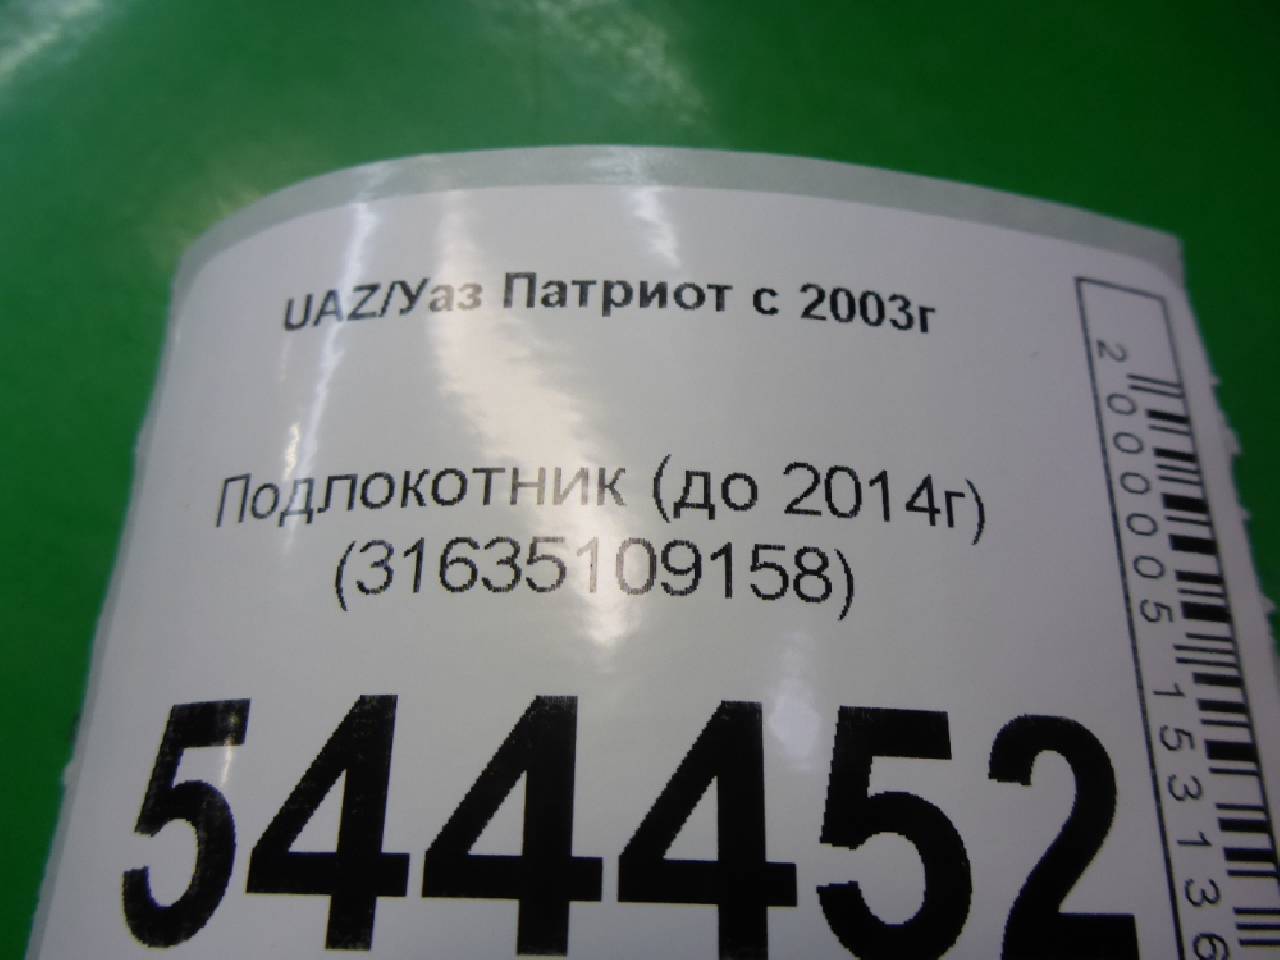 UAZ/Уаз Патриот с 2003г
Подлокотник (до 2014г)
(31635109158)
544452
2000005153136